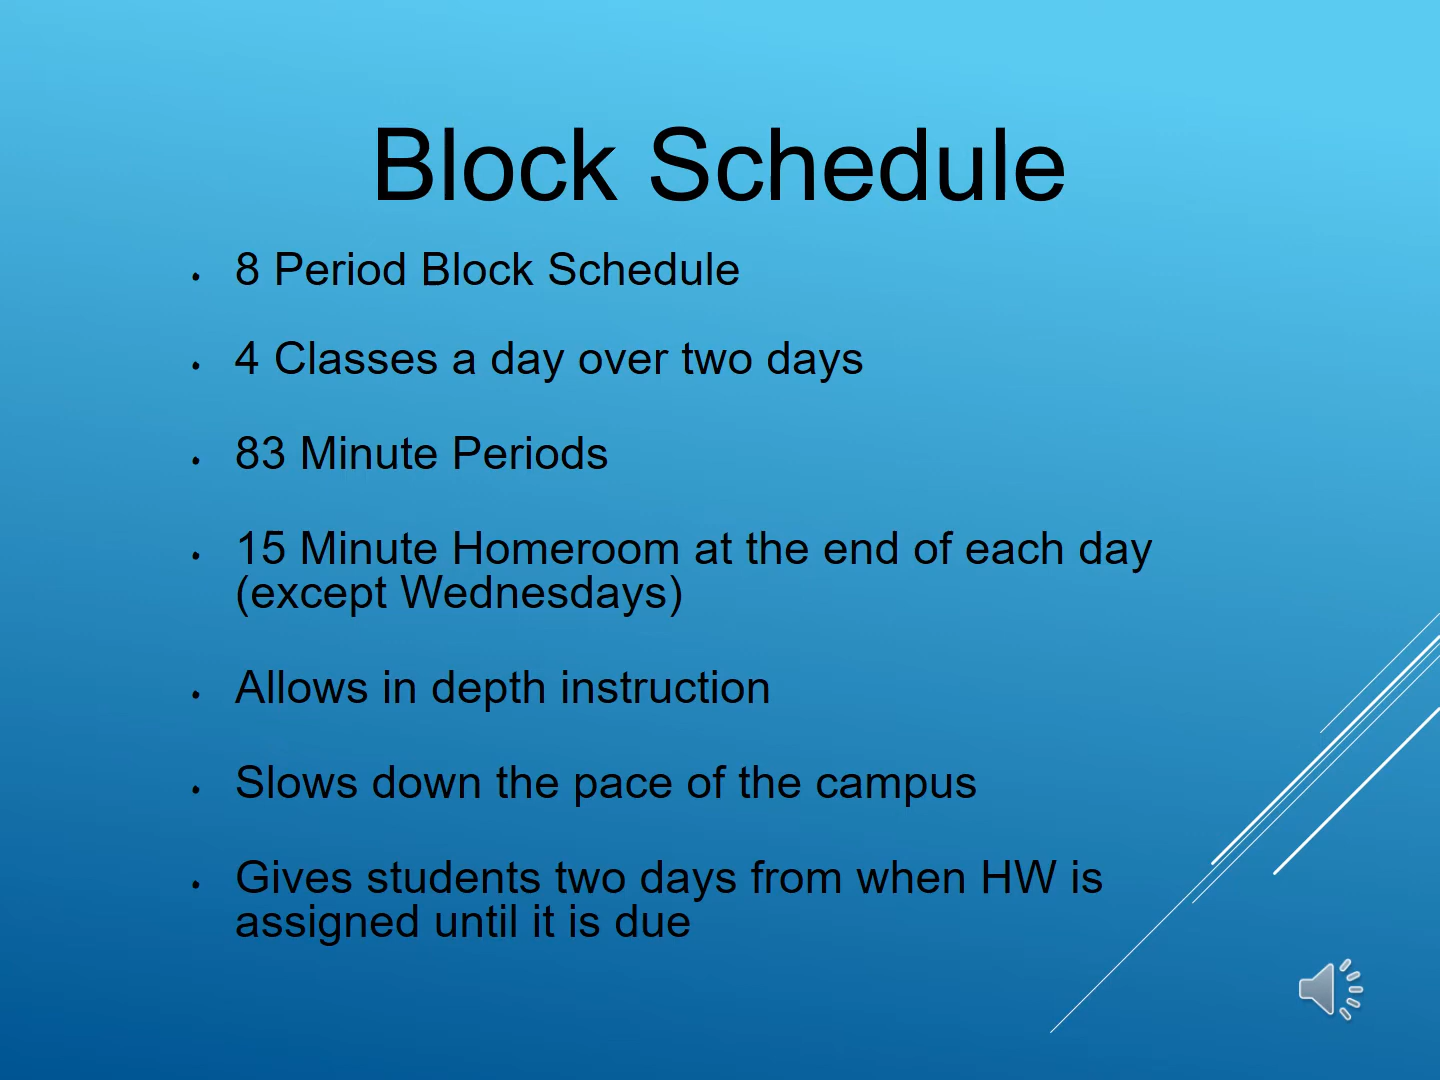 Block Schedule
• 8 Period Block Schedule
• 4 Classes a day over two days
• 83 Minute Periods
• 15 Minute Homeroom at the end of each day
(except Wednesdays)
• Allows in depth instruction
• Slows down the pace of the campus
• Gives students two days from when HW is
assigned until it is due